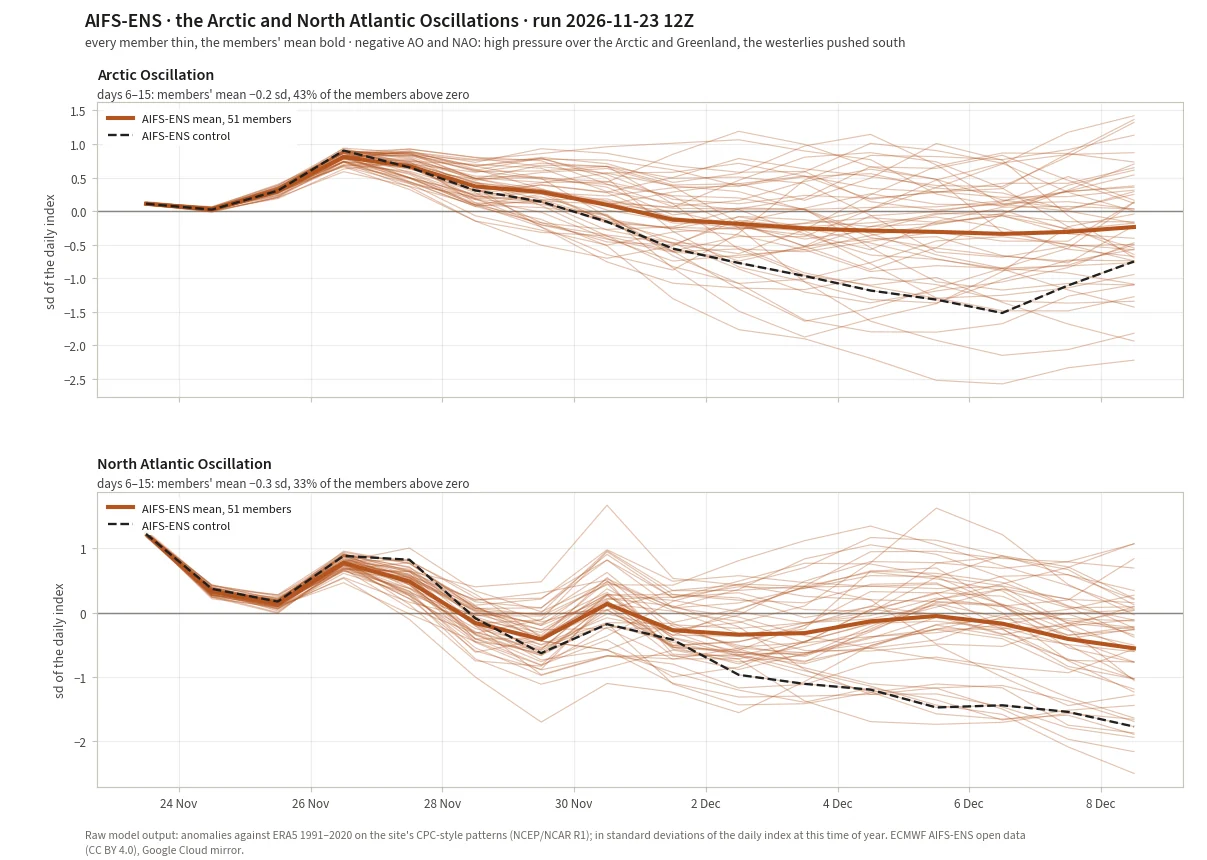 AIFS-ENS · the Arctic and North Atlantic Oscillations · run 2026-11-23 12Z
every member thin, the members' mean bold · negative AO and NAO: high pressure over the Arctic and Greenland, the westerlies pushed south
Arctic Oscillation
days 6–15: members' mean −0.2 sd, 43% of the members above zero
AIFS-ENS mean, 51 members
AIFS-ENS control
sd of the daily index
1.5
1.0
0.5
0.0
−0.5
−1.0
−1.5
−2.0
−2.5
North Atlantic Oscillation
days 6–15: members' mean −0.3 sd, 33% of the members above zero
AIFS-ENS mean, 51 members
AIFS-ENS control
sd of the daily index
1
0
−1
−2
24 Nov 26 Nov 28 Nov 30 Nov 2 Dec 4 Dec 6 Dec 8 Dec
Raw model output: anomalies against ERA5 1991–2020 on the site's CPC-style patterns (NCEP/NCAR R1); in standard deviations of the daily index at this time of year. ECMWF AIFS-ENS open data
(CC BY 4.0), Google Cloud mirror.